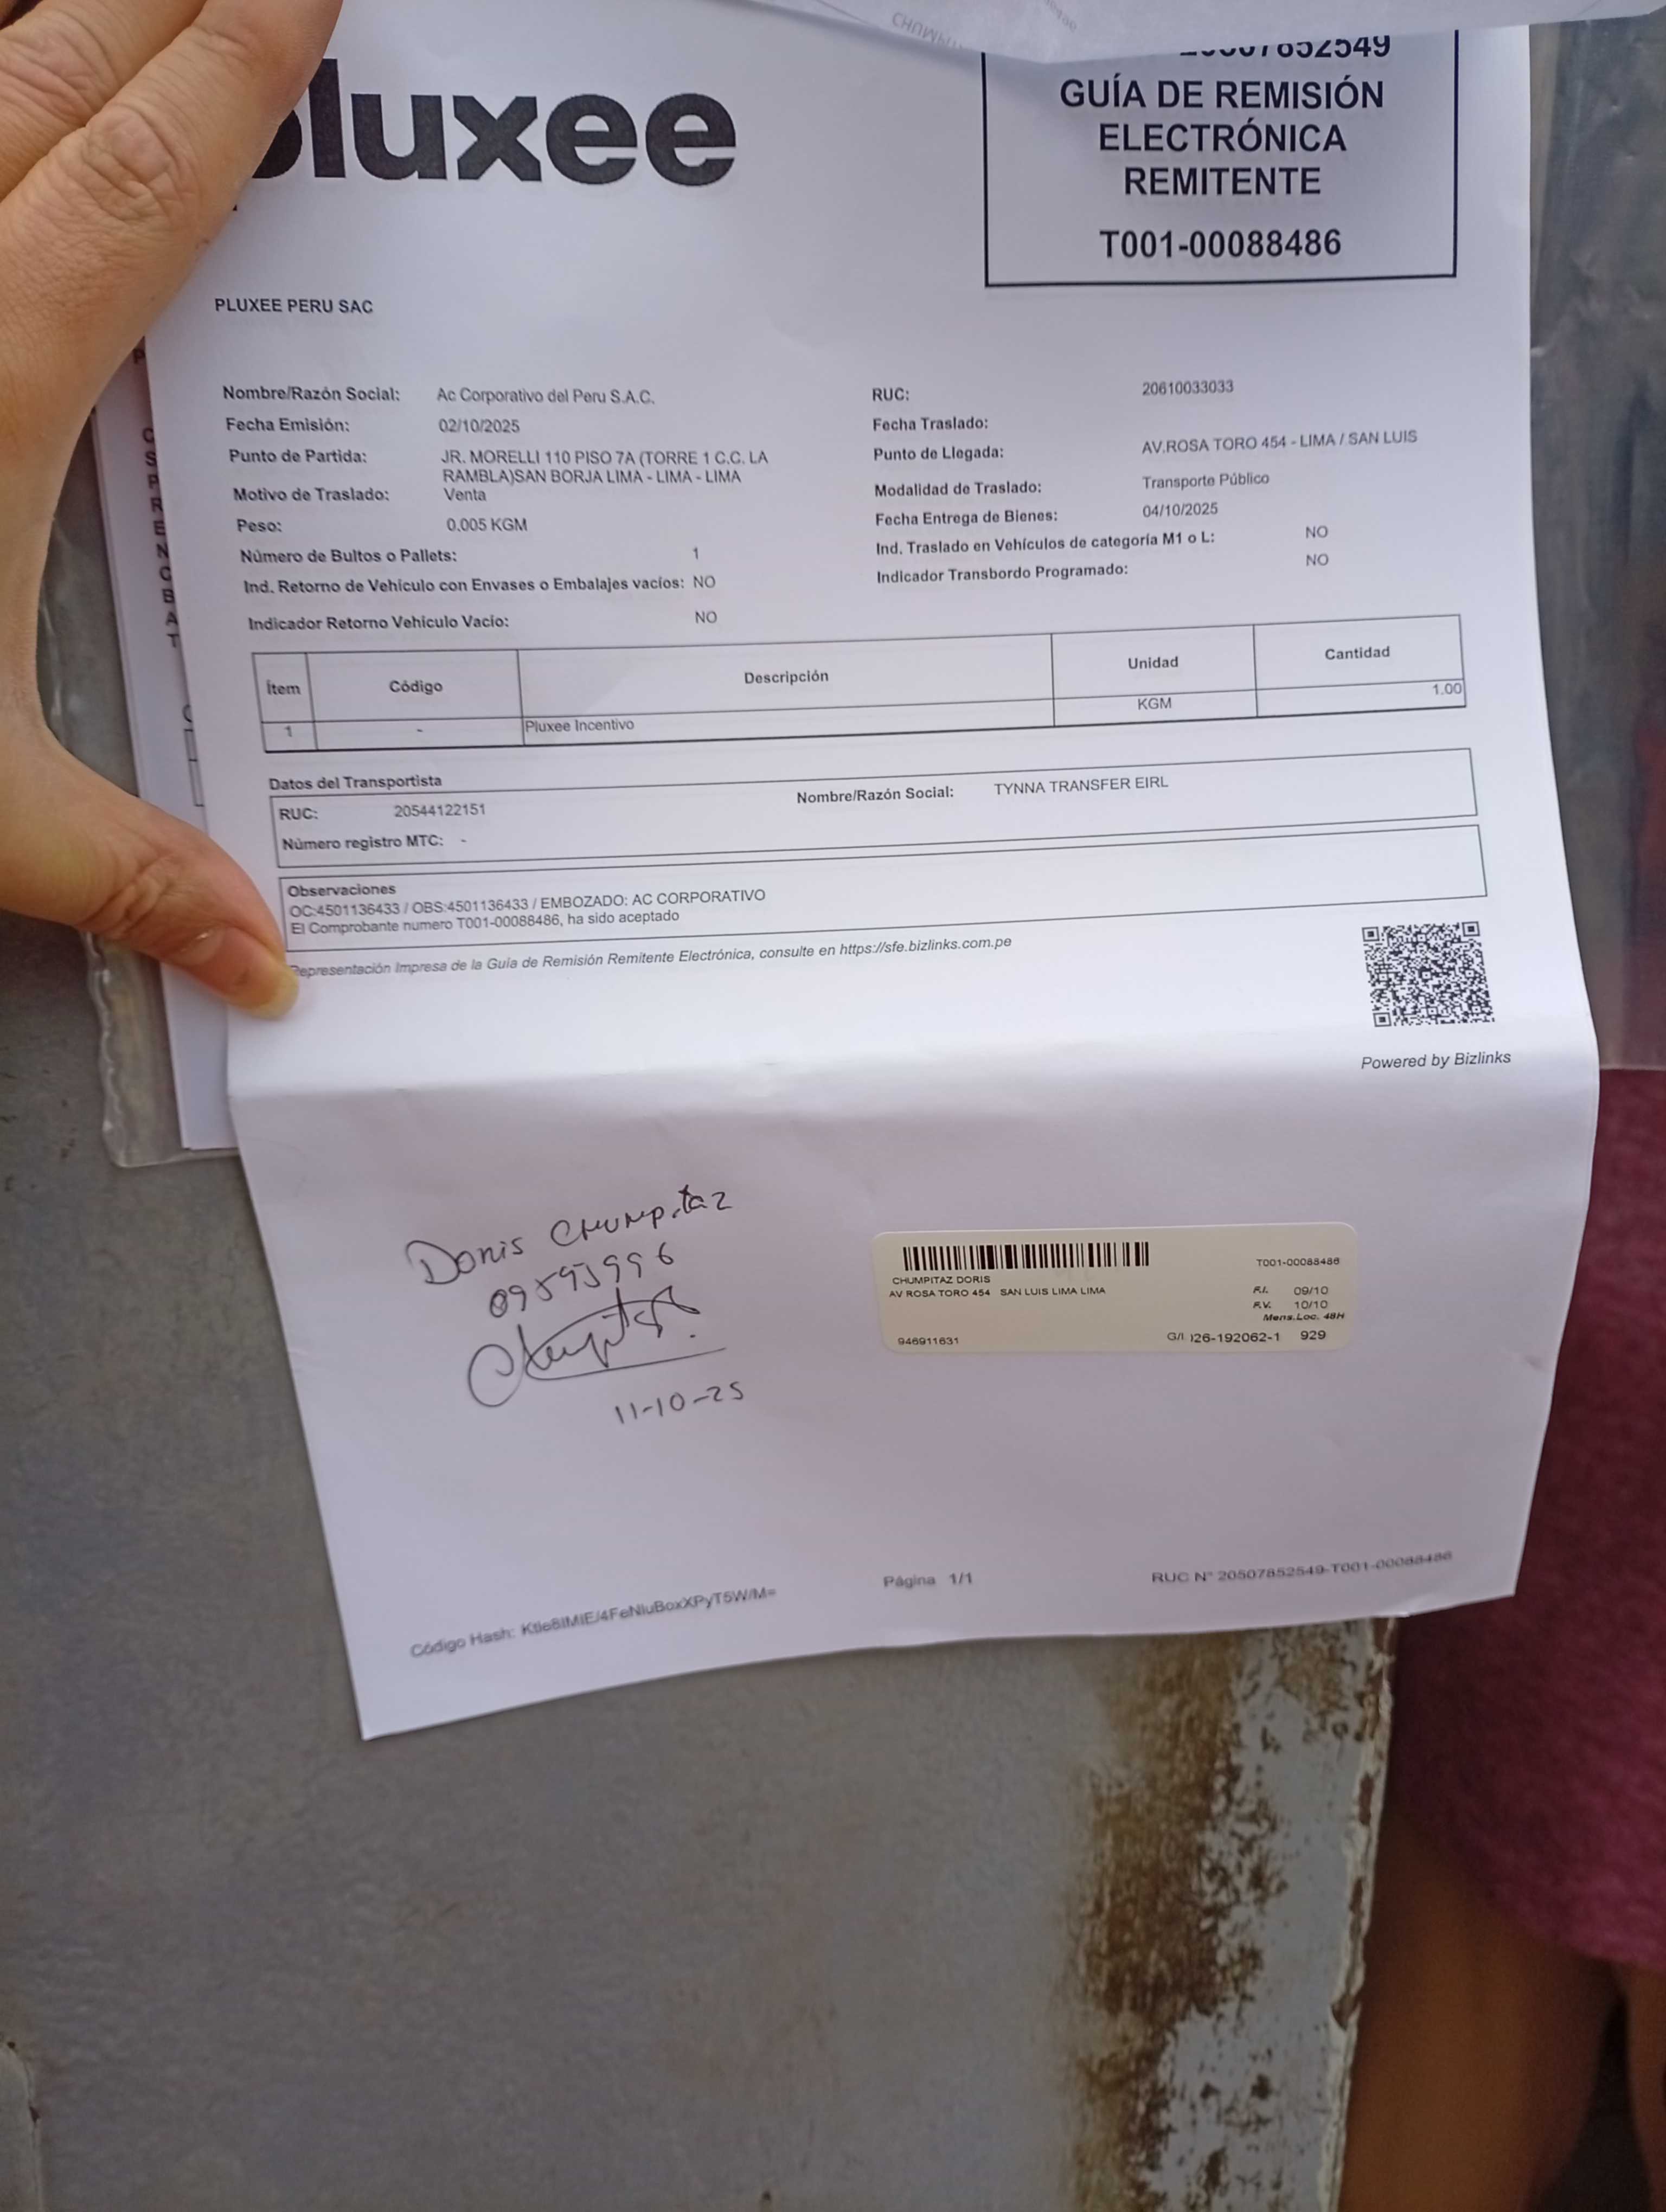 pluxee
20507852549
GUÍA DE REMISIÓN
ELECTRÓNICA
REMITENTE
T001-00088486
PLUXEE PERU SAC
Nombre/Razón Social: Ac Corporativo del Peru S.A.C.
RUC: 20610033033
Fecha Emisión: 02/10/2025
Fecha Traslado:
Punto de Partida: JR. MORELLI 110 PISO 7A (TORRE 1 C.C. LA
RAMBLA)SAN BORJA LIMA - LIMA - LIMA
Punto de Llegada: AV.ROSA TORO 454 - LIMA / SAN LUIS
Motivo de Traslado: Venta
Modalidad de Traslado: Transporte Público
Peso: 0.005 KGM
Fecha Entrega de Bienes: 04/10/2025
Número de Bultos o Pallets: 1
Ind. Traslado en Vehículos de categoría M1 o L: NO
Ind. Retorno de Vehículo con Envases o Embalajes vacíos: NO
Indicador Transbordo Programado: NO
Indicador Retorno Vehiculo Vacio: NO
Ítem Código Descripción Unidad Cantidad
1 - Pluxee Incentivo KGM 1.00
Datos del Transportista
RUC: 20544122151 Nombre/Razón Social: TYNNA TRANSFER EIRL
Número registro MTC: -
Observaciones
OC:4501136433 / OBS:4501136433 / EMBOZADO: AC CORPORATIVO
El Comprobante numero T001-00088486, ha sido aceptado
Representación Impresa de la Guía de Remisión Remitente Electrónica, consulte en https://sfe.bizlinks.com.pe
Powered by Bizlinks
Doris Chumpitaz
11-10-25
T001-00088486
CHUMPITAZ DORIS
AV ROSA TORO 454 SAN LUIS LIMA LIMA
F.I. 09/10
F.V. 10/10
Mens.Loc. 48H
946911631
G/I. 026-192062-1 929
Código Hash:
Página 1/1
RUC N° 20507852549-T001-00088486